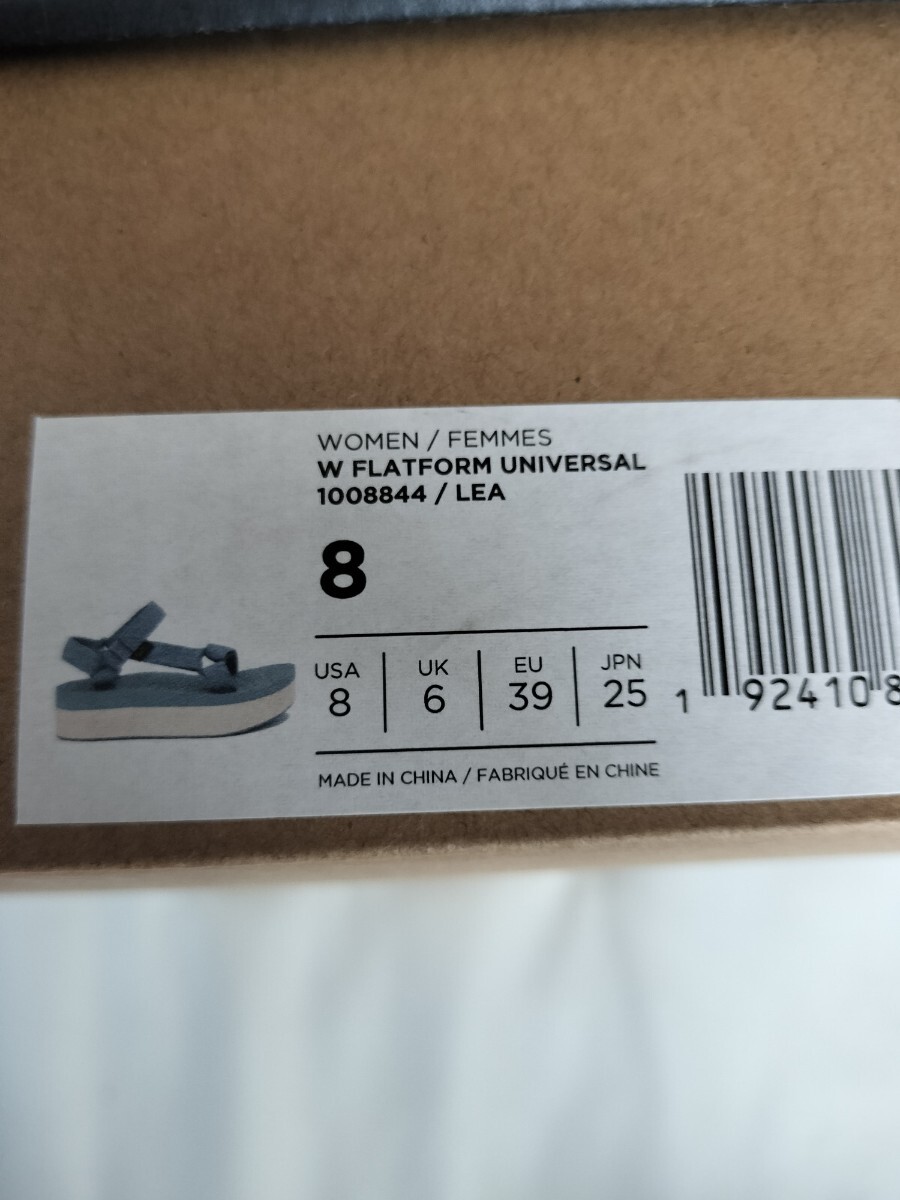 WOMEN / FEMMES
W FLATFORM UNIVERSAL
1008844 / LEA
8
USA UK EU JPN
8 6 39 25
1 924108
MADE IN CHINA / FABRIQUÉ EN CHINE